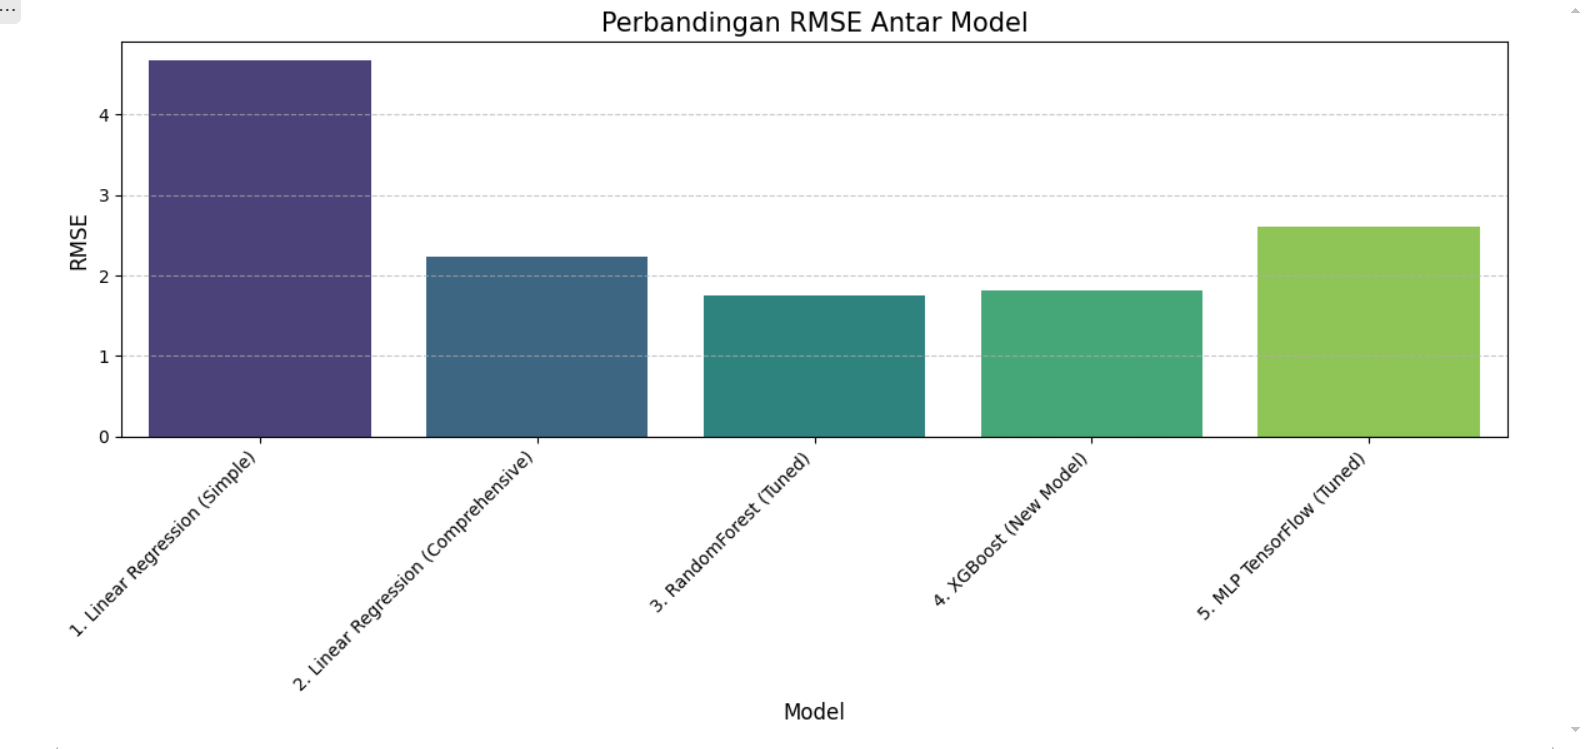 ...
Perbandingan RMSE Antar Model
RMSE
4
3
2
1
0
1. Linear Regression (Simple)
2. Linear Regression (Comprehensive)
3. RandomForest (Tuned)
4. XGBoost (New Model)
5. MLP TensorFlow (Tuned)
Model